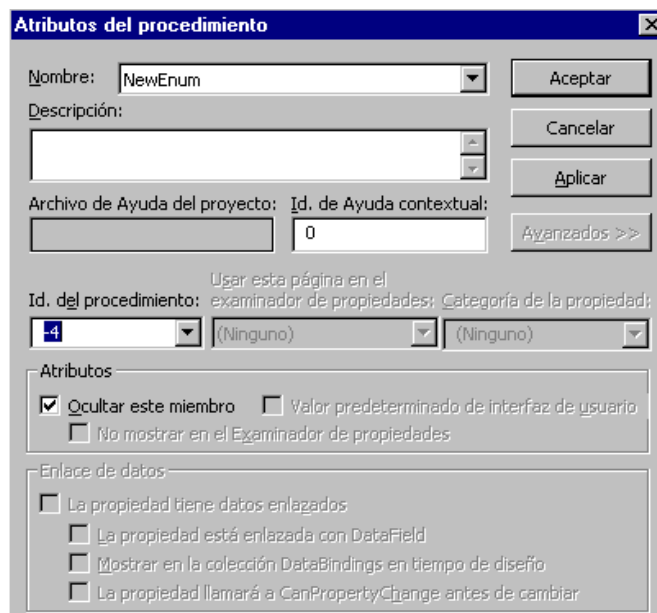 Atributos del procedimiento
Nombre: NewEnum
Aceptar
Descripción:
Cancelar
Aplicar
Archivo de Ayuda del proyecto: Id. de Ayuda contextual:
0
Avanzados >>
Usar esta página en el
Id. del procedimiento: examinador de propiedades: Categoría de la propiedad:
-4 (Ninguno) (Ninguno)
Atributos
Ocultar este miembro Valor predeterminado de interfaz de usuario
No mostrar en el Examinador de propiedades
Enlace de datos
La propiedad tiene datos enlazados
La propiedad está enlazada con DataField
Mostrar en la colección DataBindings en tiempo de diseño
La propiedad llamará a CanPropertyChange antes de cambiar